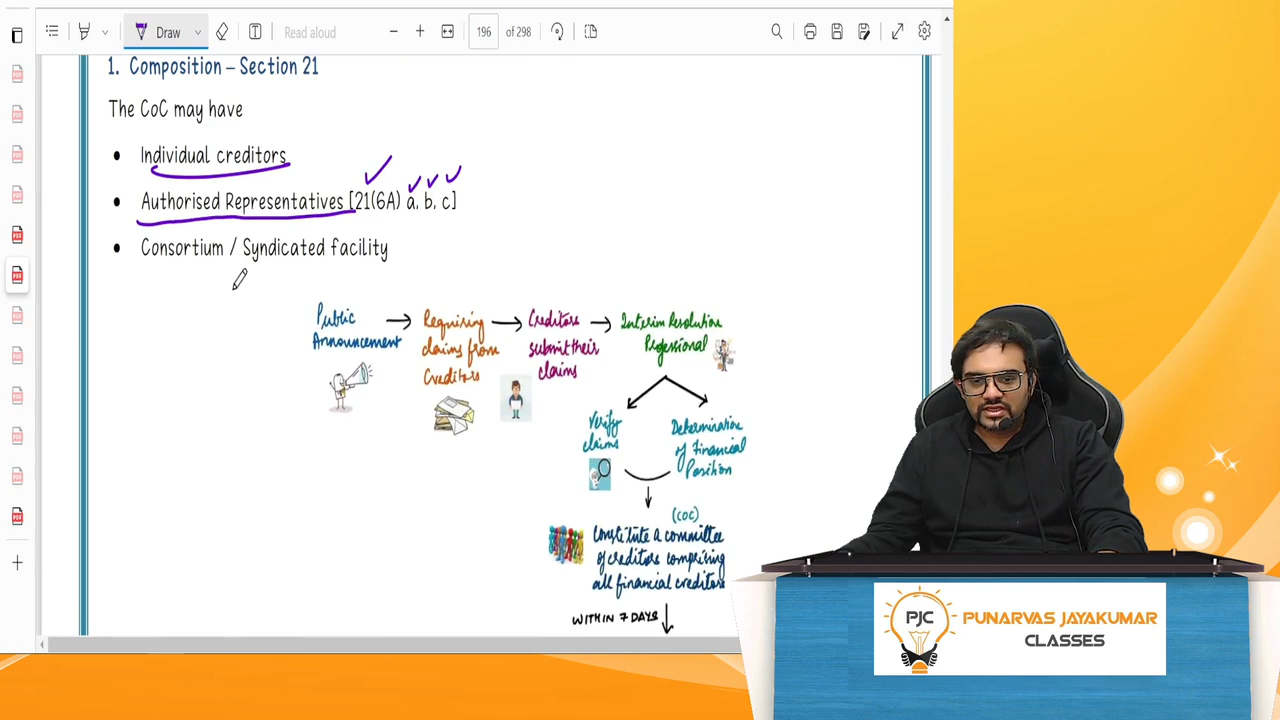 Draw
Read aloud
196 of 298
1. Composition – Section 21
The CoC may have
• Individual creditors
• Authorised Representatives [21(6A) a, b, c]
• Consortium / Syndicated facility
Public Announcement
Requiring claims from Creditors
Creditors submit their claims
Interim Resolution Professional
Verify claims
Determination of Financial Position
(COC)
Constitute a committee
of creditors comprising
all financial creditors
WITHIN 7 DAYS
PJC
PUNARVAS JAYAKUMAR
CLASSES